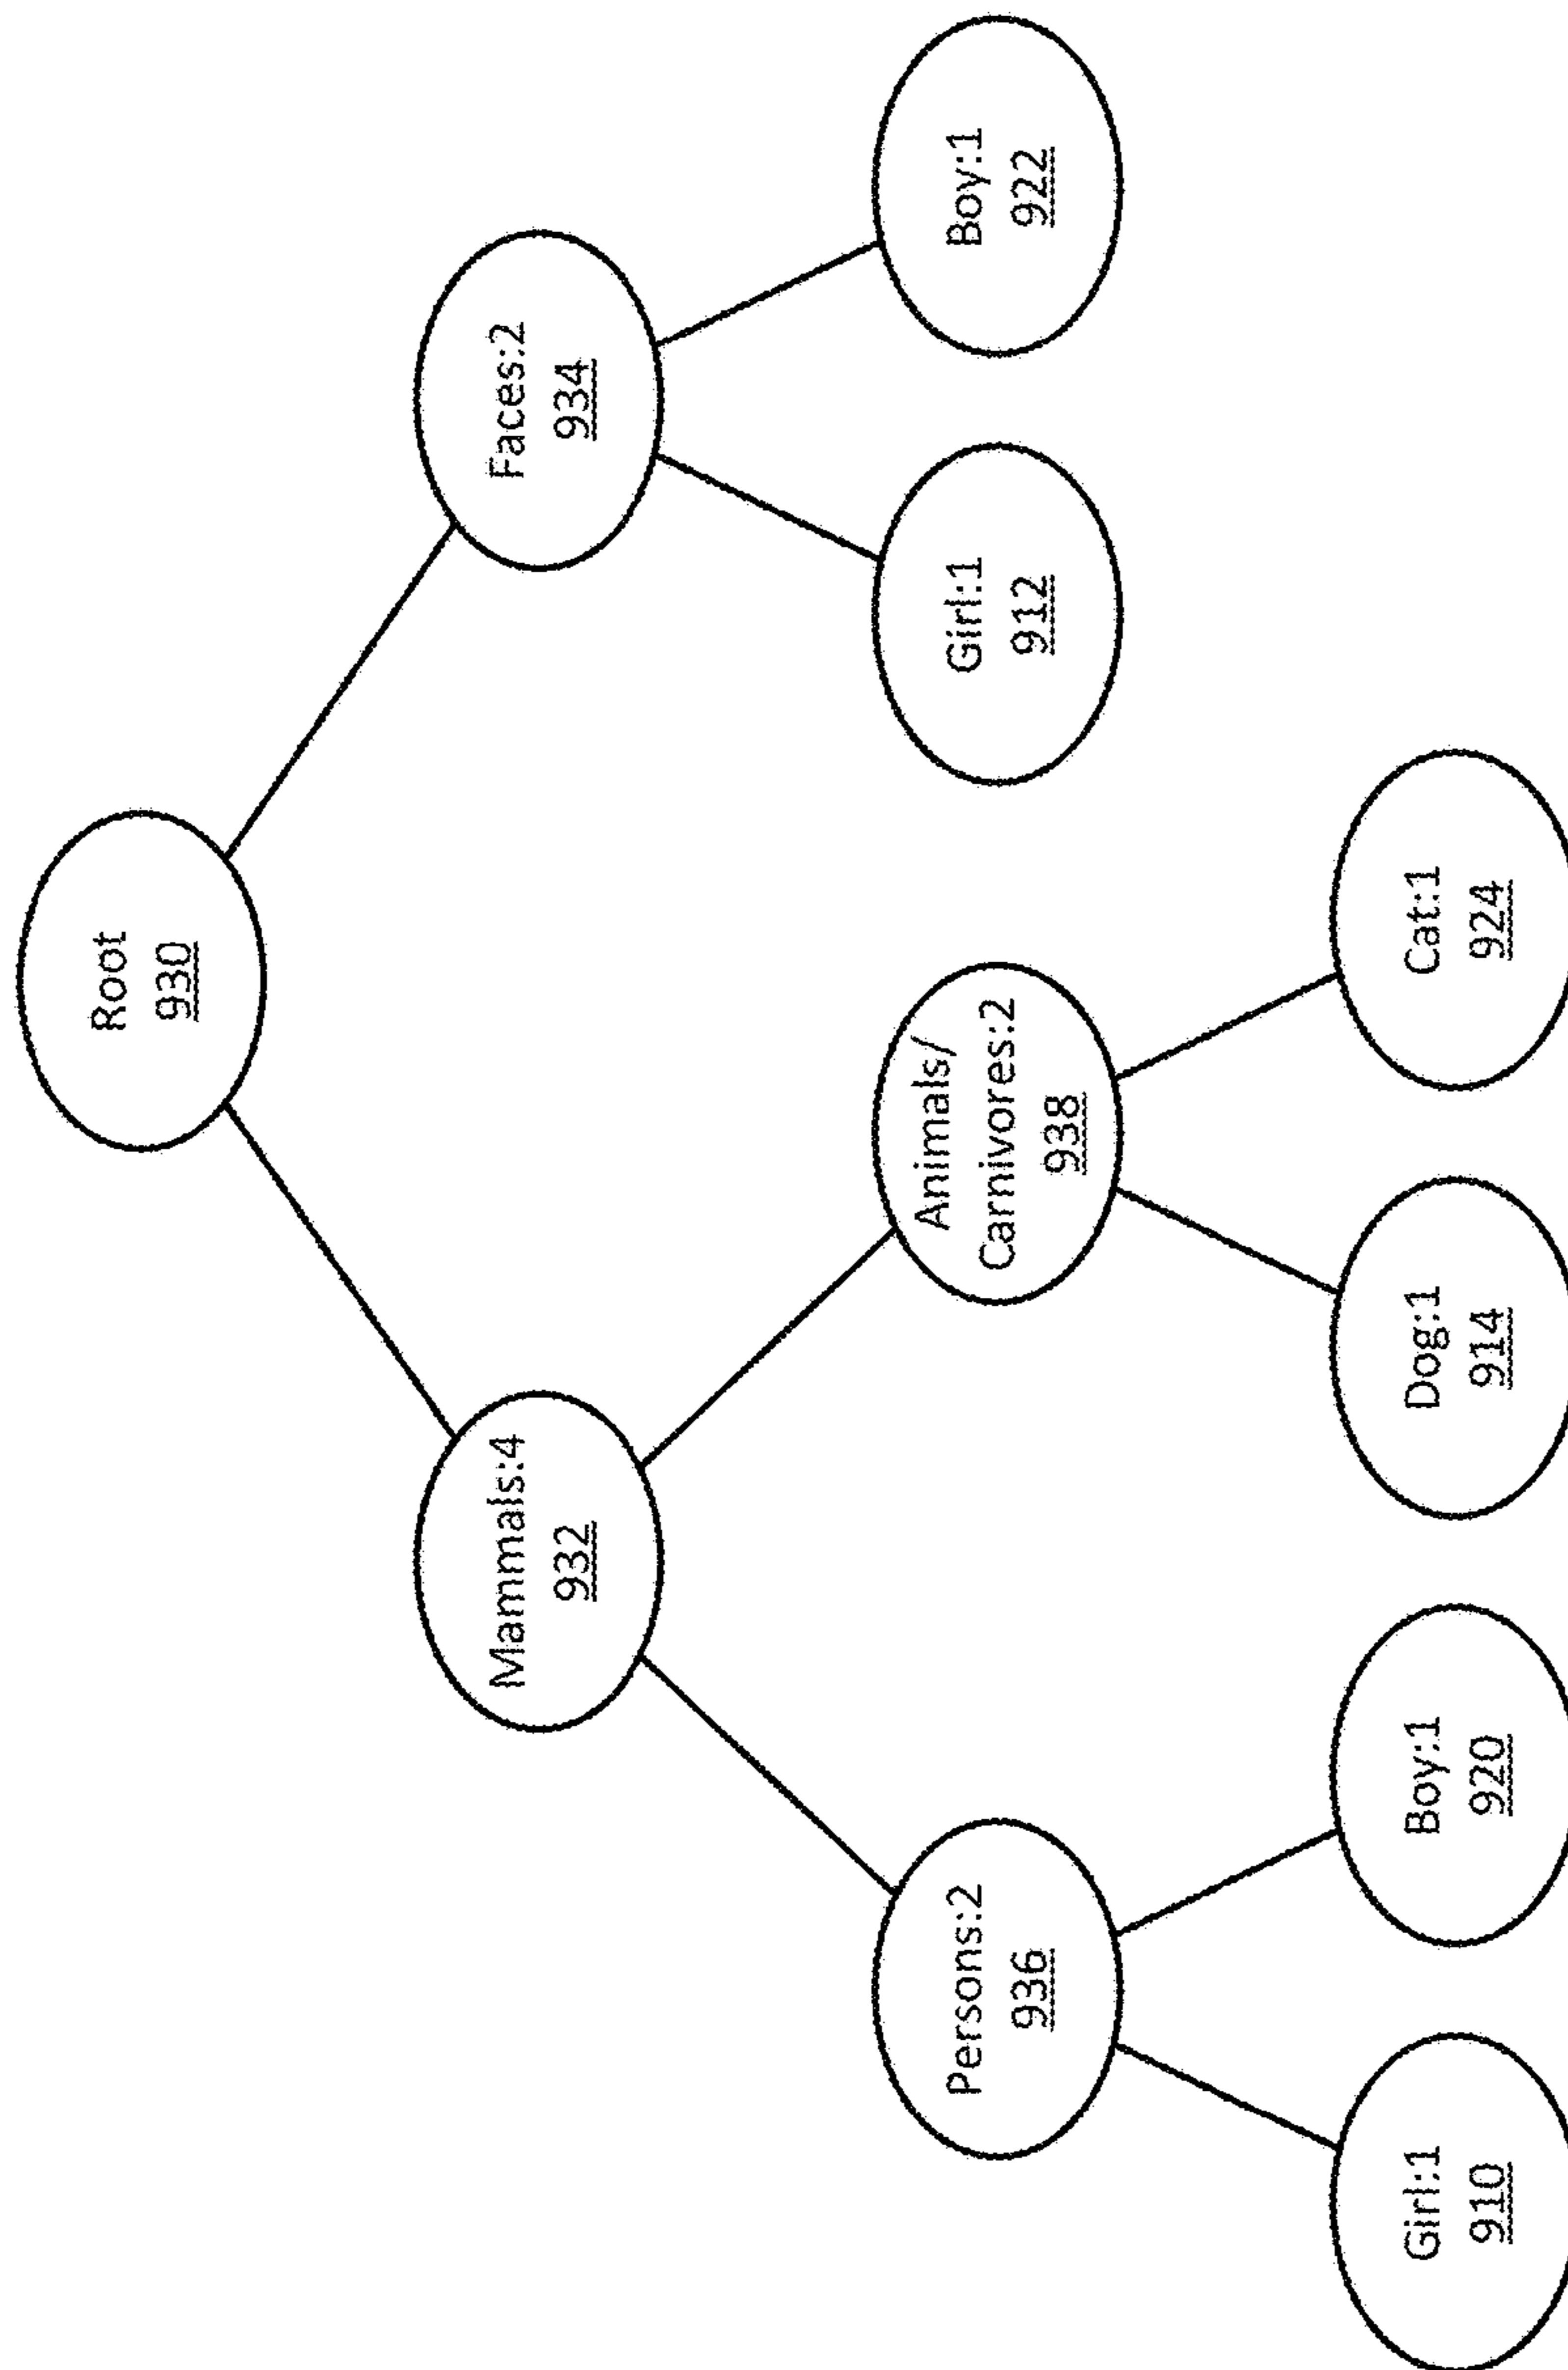 Root
930
Mammals:4
932
Faces:2
934
Persons:2
936
Animals/
Carnivores:2
938
Girl:1
912
Boy:1
922
Girl:1
910
Boy:1
920
Dog:1
914
Cat:1
924